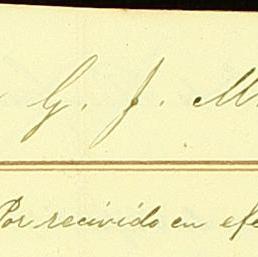 G. J. M
Por recivido en efe